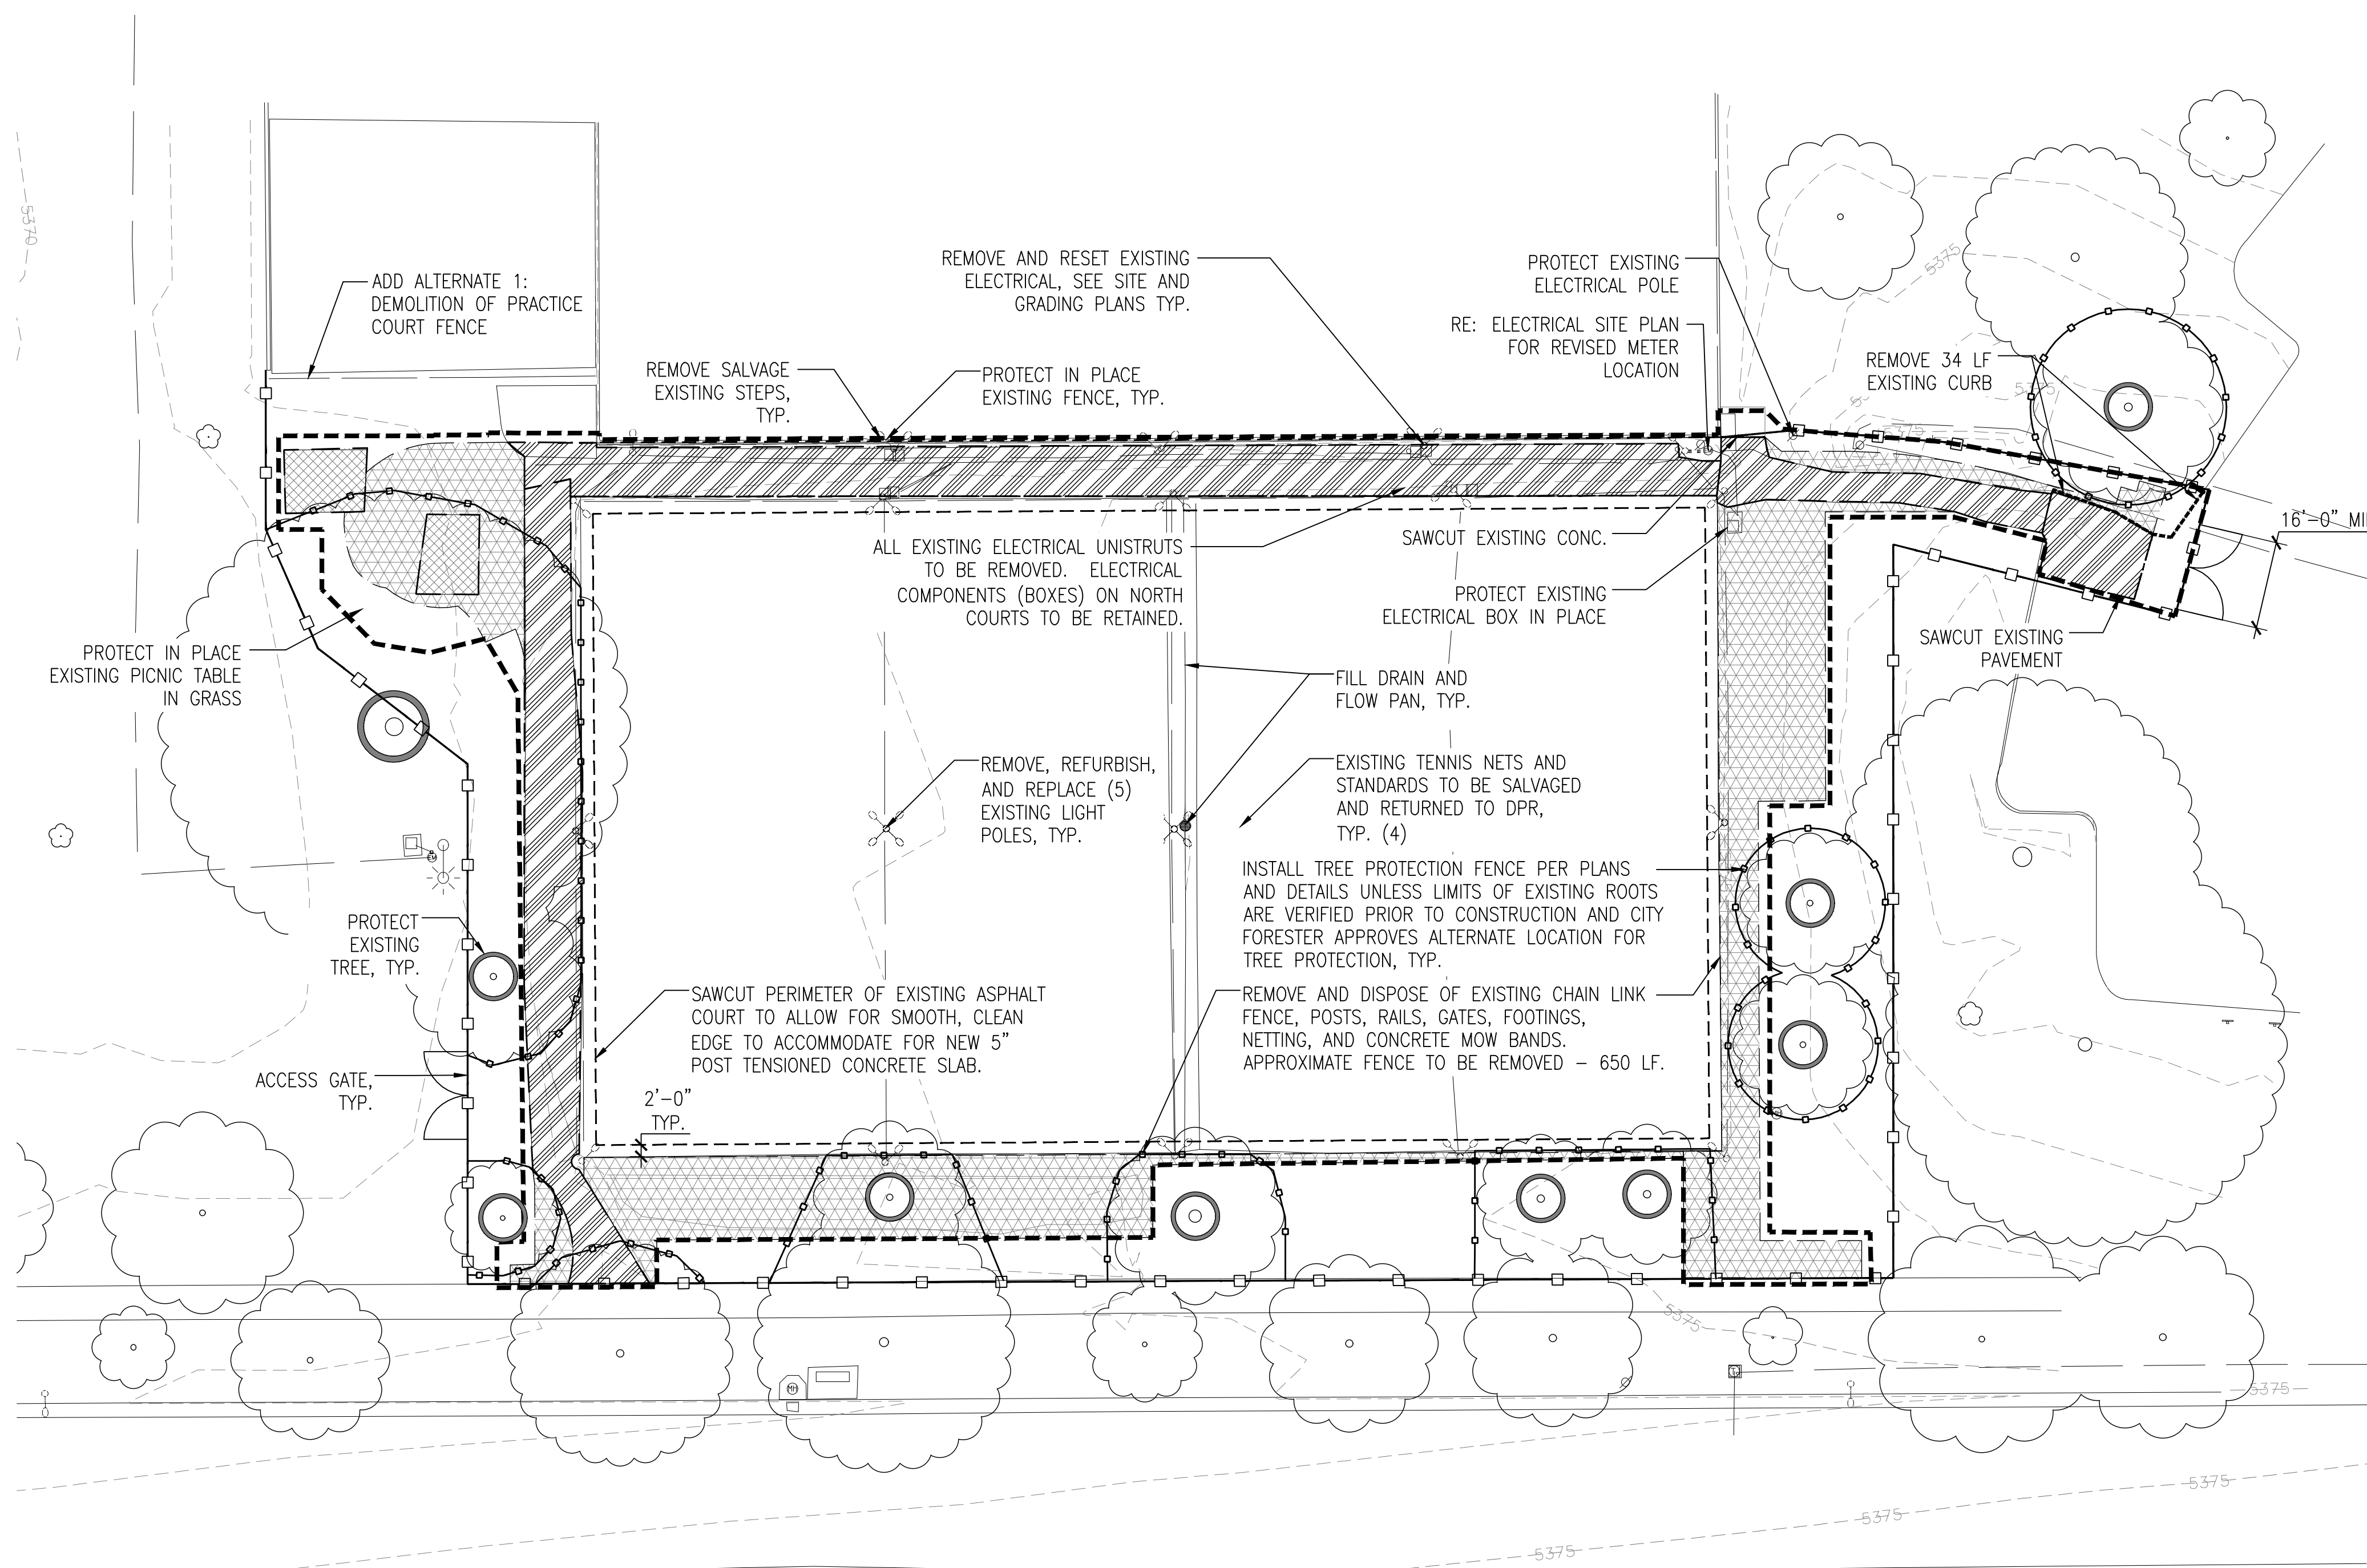 5370
ADD ALTERNATE 1:
DEMOLITION OF PRACTICE
COURT FENCE
REMOVE AND RESET EXISTING
ELECTRICAL, SEE SITE AND
GRADING PLANS TYP.
PROTECT EXISTING
ELECTRICAL POLE
5375
RE: ELECTRICAL SITE PLAN
FOR REVISED METER
LOCATION
REMOVE SALVAGE
EXISTING STEPS,
TYP.
PROTECT IN PLACE
EXISTING FENCE, TYP.
REMOVE 34 LF
EXISTING CURB
5375
5375
16'-0" MI
ALL EXISTING ELECTRICAL UNISTRUTS
TO BE REMOVED. ELECTRICAL
COMPONENTS (BOXES) ON NORTH
COURTS TO BE RETAINED.
SAWCUT EXISTING CONC.
PROTECT EXISTING
ELECTRICAL BOX IN PLACE
SAWCUT EXISTING
PAVEMENT
PROTECT IN PLACE
EXISTING PICNIC TABLE
IN GRASS
FILL DRAIN AND
FLOW PAN, TYP.
REMOVE, REFURBISH,
AND REPLACE (5)
EXISTING LIGHT
POLES, TYP.
EXISTING TENNIS NETS AND
STANDARDS TO BE SALVAGED
AND RETURNED TO DPR,
TYP. (4)
INSTALL TREE PROTECTION FENCE PER PLANS
AND DETAILS UNLESS LIMITS OF EXISTING ROOTS
ARE VERIFIED PRIOR TO CONSTRUCTION AND CITY
FORESTER APPROVES ALTERNATE LOCATION FOR
TREE PROTECTION, TYP.
PROTECT
EXISTING
TREE, TYP.
SAWCUT PERIMETER OF EXISTING ASPHALT
COURT TO ALLOW FOR SMOOTH, CLEAN
EDGE TO ACCOMMODATE FOR NEW 5"
POST TENSIONED CONCRETE SLAB.
REMOVE AND DISPOSE OF EXISTING CHAIN LINK
FENCE, POSTS, RAILS, GATES, FOOTINGS,
NETTING, AND CONCRETE MOW BANDS.
APPROXIMATE FENCE TO BE REMOVED – 650 LF.
ACCESS GATE,
TYP.
2'-0"
TYP.
5375
MH
5375
5375
5375
5375